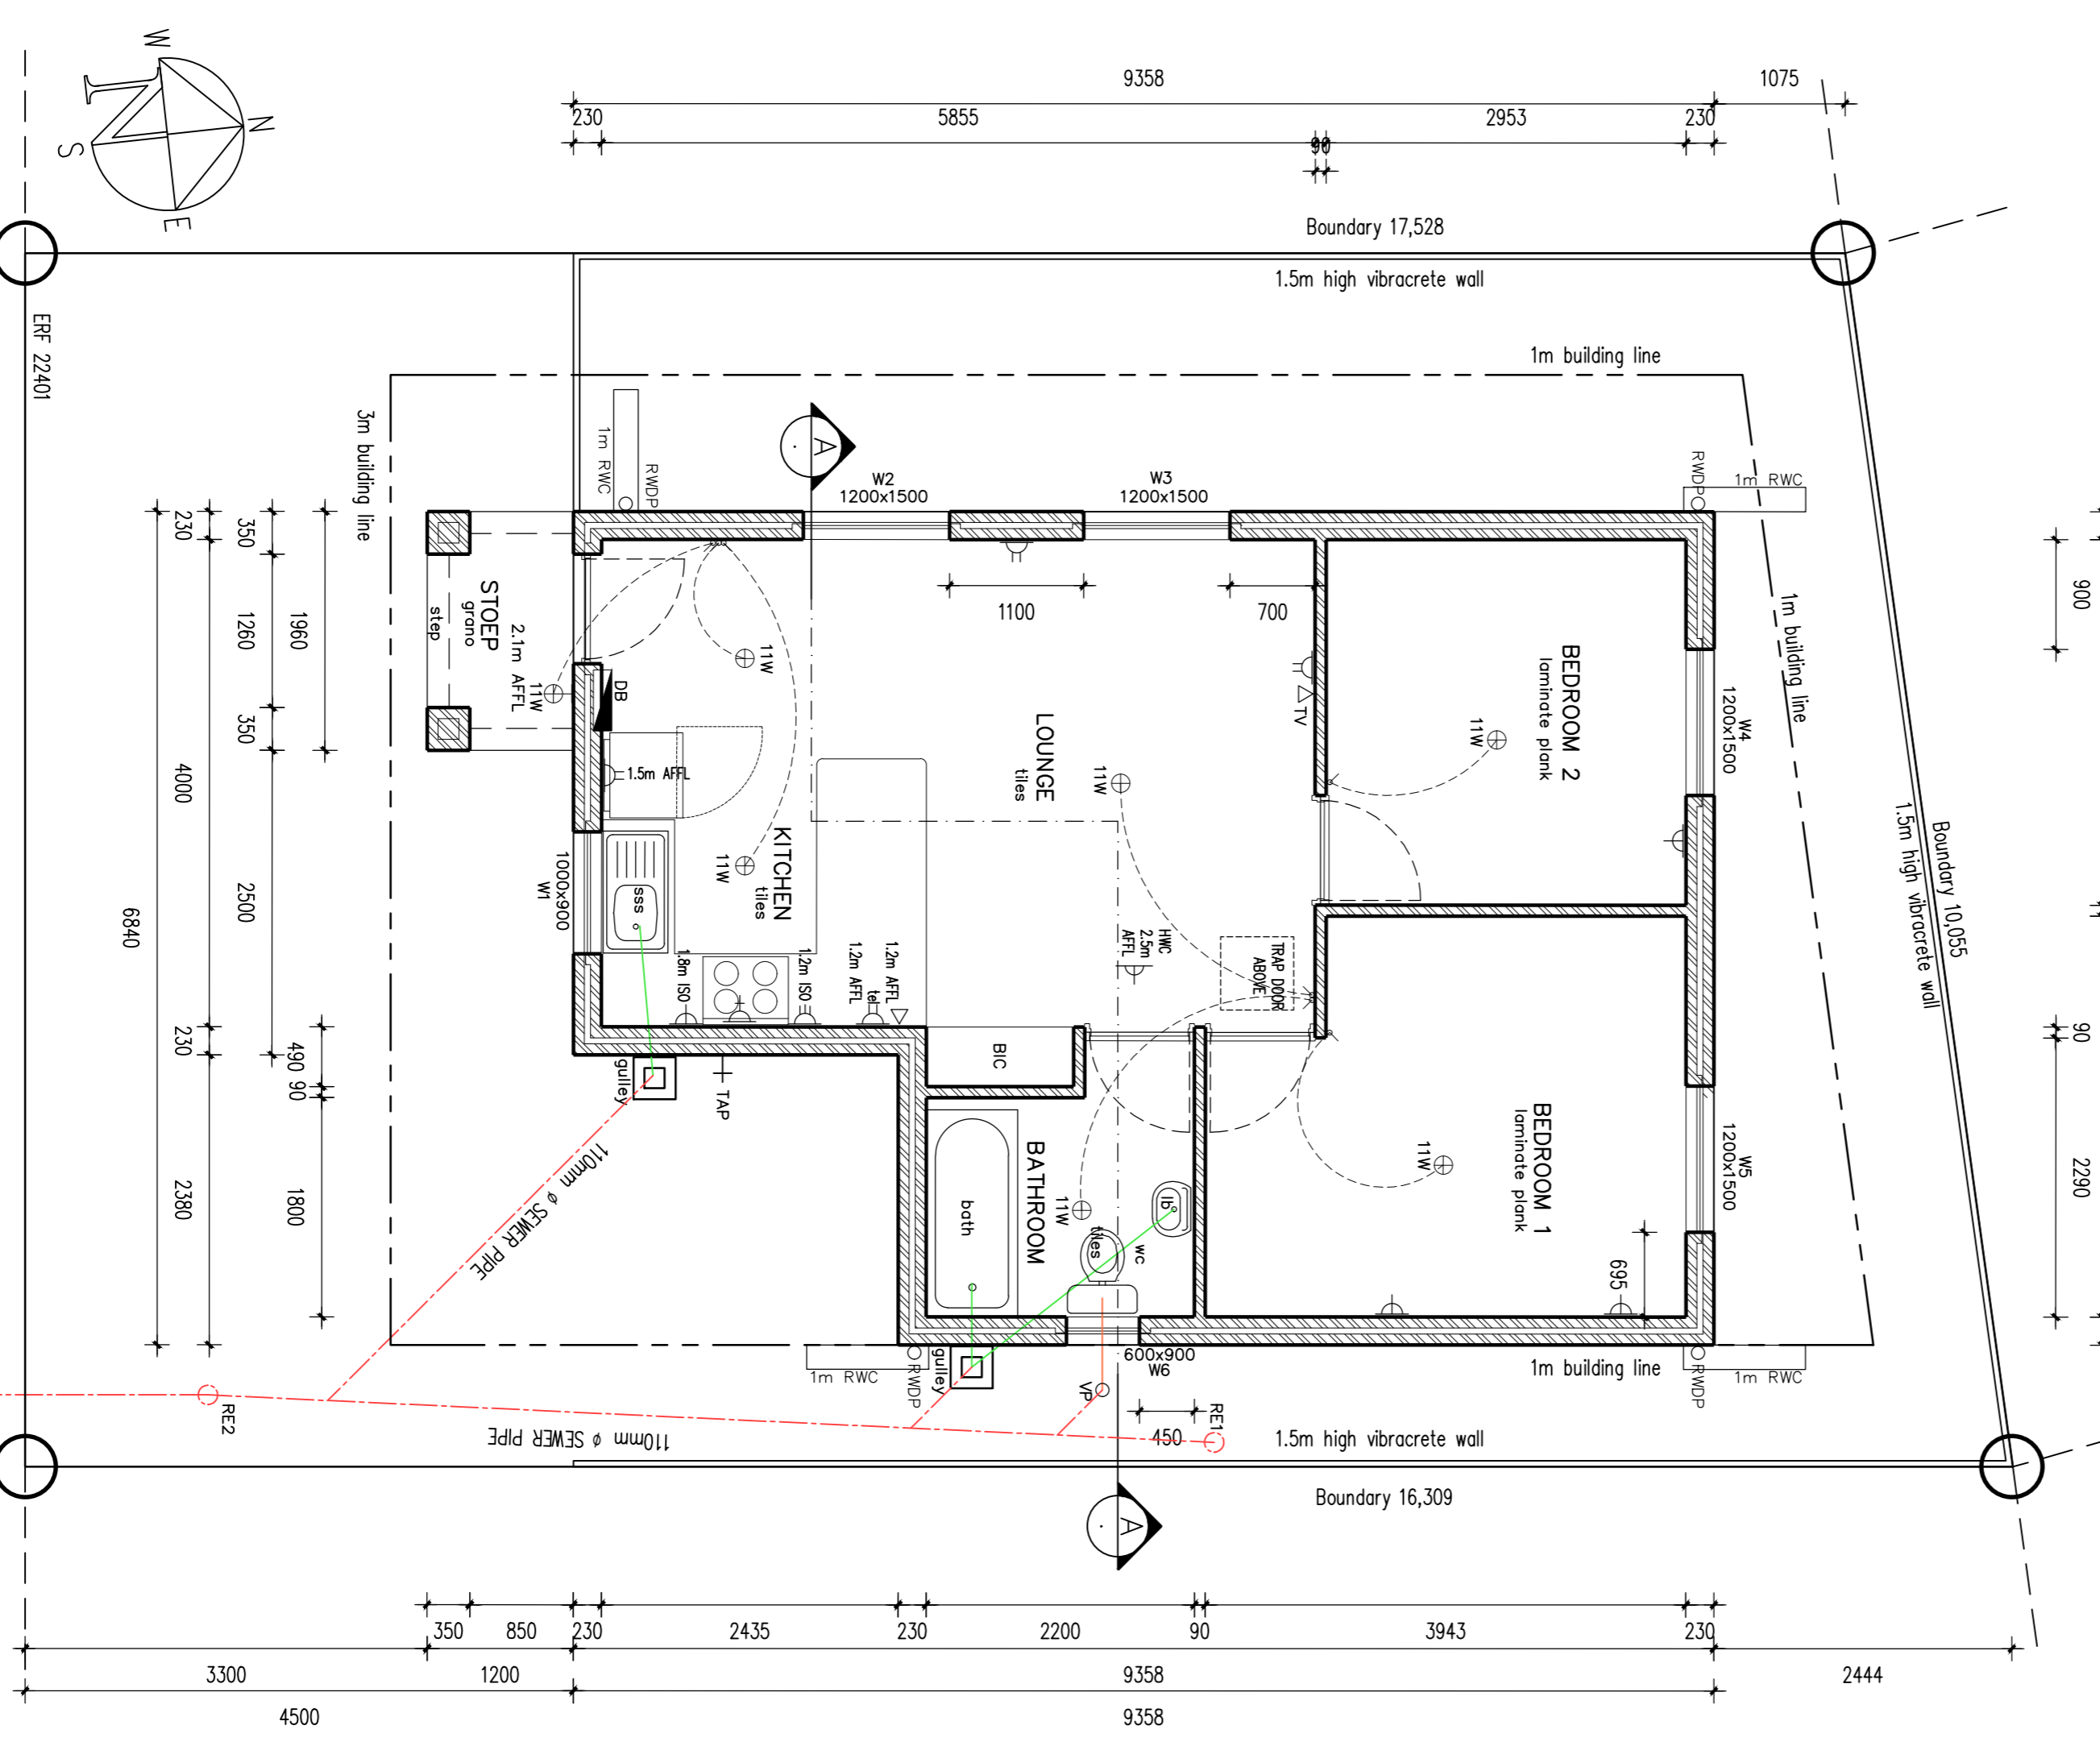 9358
1075
230
5855
2953
230
90
W
N
S
E
N
Boundary 17,528
1.5m high vibracrete wall
1m building line
ERF 22401
3m building line
1m RWC
RWDP
A
W2
1200x1500
W3
1200x1500
RWDP
1m RWC
230
350
1960
1260
350
4000
2500
6840
230
490
90
2380
1800
STOEP
grano
step
2.1m AFFL
11W
DB
11W
1.5m AFFL
1100
700
LOUNGE
tiles
11W
TV
BEDROOM 2
laminate plank
11W
W4
1200x1500
1m building line
Boundary 10,055
1.5m high vibracrete wall
900
90
2290
KITCHEN
tiles
11W
1000x900
W1
sss
1.8m ISO
1.2m ISO
1.2m AFFL
tel
1.2m AFFL
HWC
2.5m
AFFL
TRAP DOOR
ABOVE
BIC
gulley
TAP
110mm ø SEWER PIPE
BATHROOM
tiles
11W
bath
lb
wc
BEDROOM 1
laminate plank
11W
695
W5
1200x1500
1m RWC
RWDP
gulley
600x900
W6
VP
450
RE1
1m building line
RWDP
1m RWC
RE2
110mm ø SEWER PIPE
1.5m high vibracrete wall
A
Boundary 16,309
350
850
230
2435
230
2200
90
3943
230
3300
1200
9358
2444
4500
9358